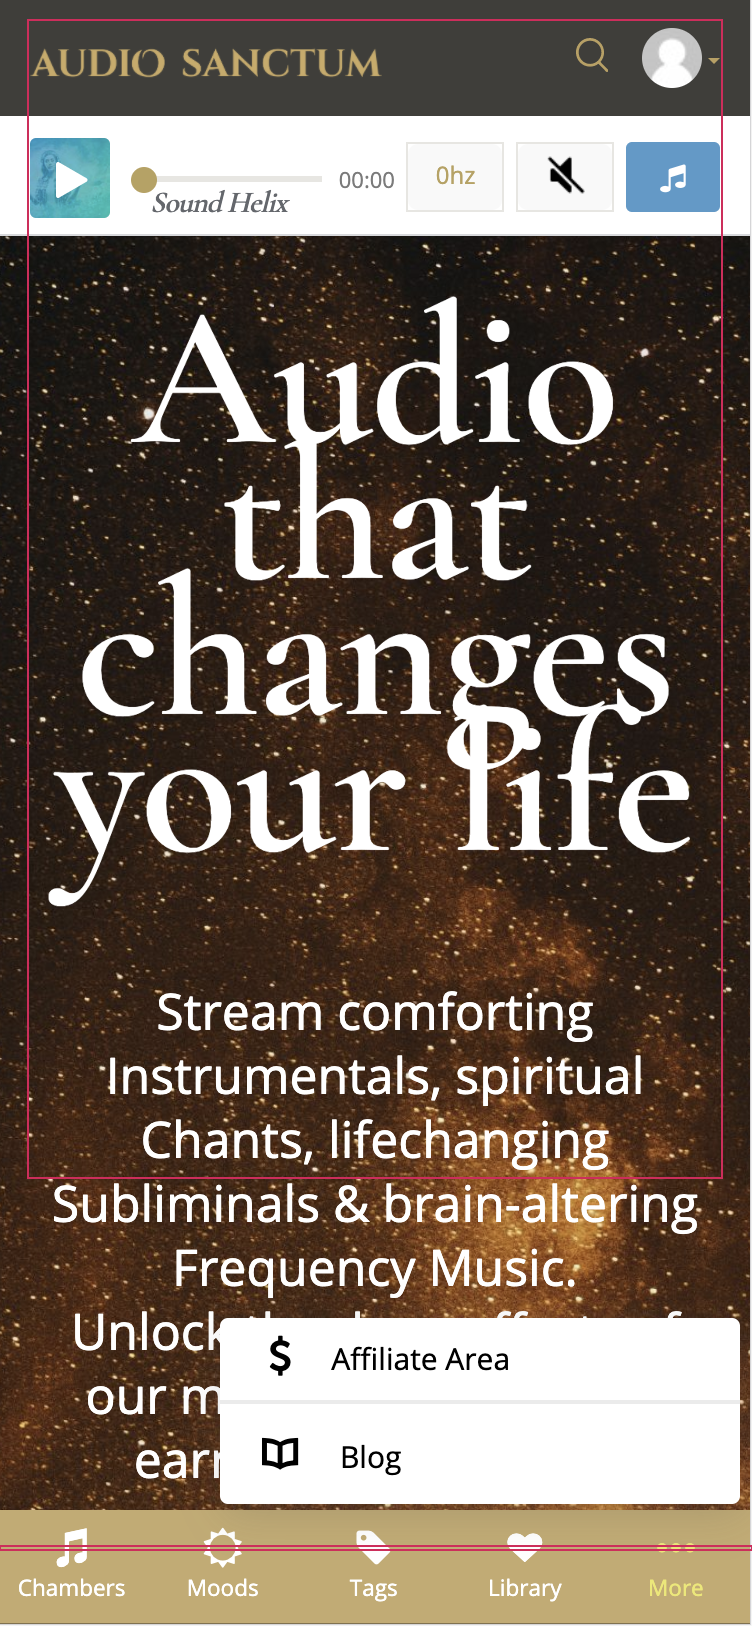 AUDIO SANCTUM
00:00
0hz
Sound Helix
Audio
that
changes
your life
Stream comforting
Instrumentals, spiritual
Chants, lifechanging
Subliminals & brain-altering
Frequency Music.
Unlock
our
Affiliate Area
Blog
Chambers
Moods
Tags
Library
More